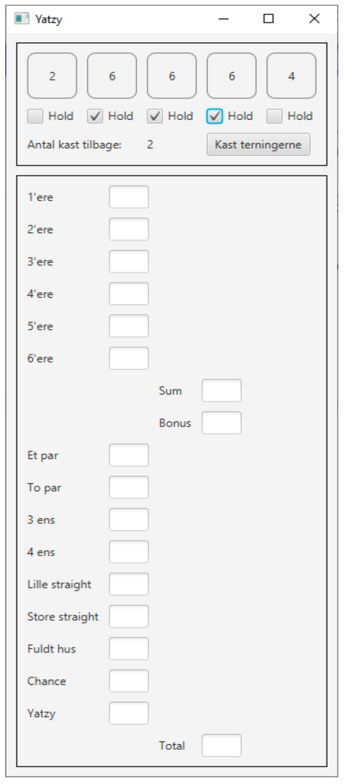 Yatzy
2 6 6 6 4
Hold Hold Hold Hold Hold
Antal kast tilbage: 2 Kast terningerne
1'ere
2'ere
3'ere
4'ere
5'ere
6'ere
Sum
Bonus
Et par
To par
3 ens
4 ens
Lille straight
Store straight
Fuldt hus
Chance
Yatzy
Total